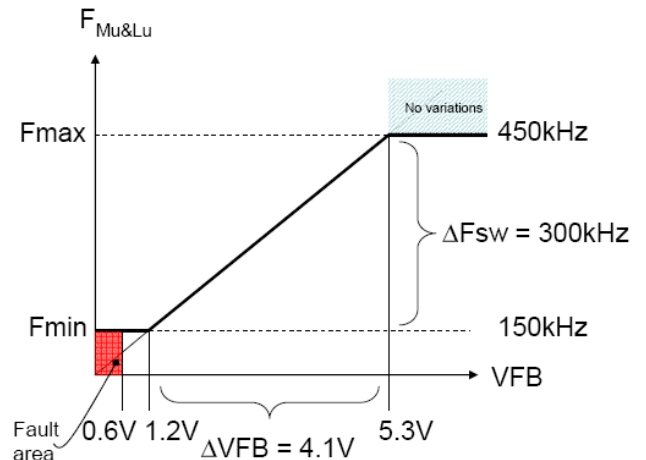 F Mu&Lu
No variations
Fmax
450kHz
ΔFsw = 300kHz
Fmin
150kHz
VFB
Fault
area
0.6V
1.2V
ΔVFB = 4.1V
5.3V